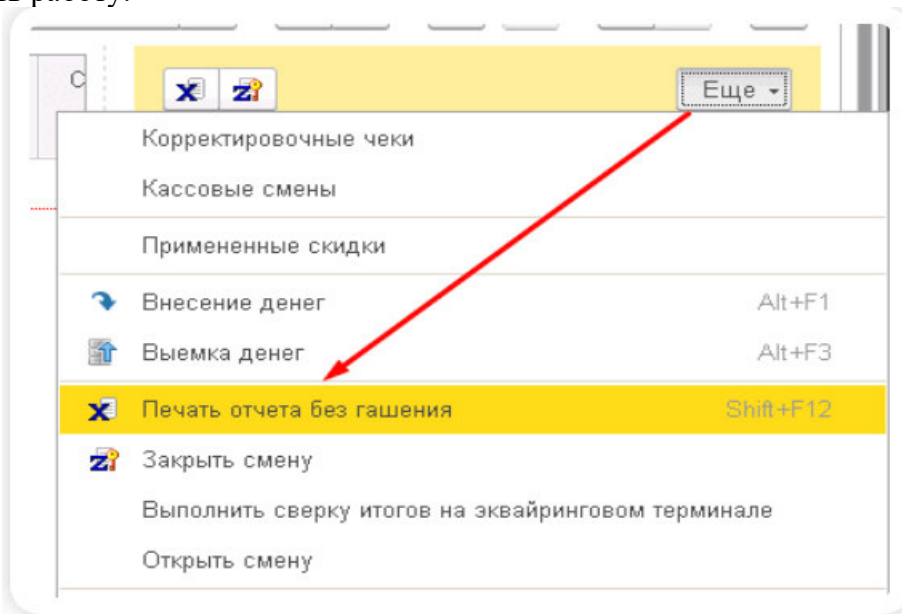 работу.
С
X Z
Еще
Корректировочные чеки
Кассовые смены
Примененные скидки
Внесение денег Alt+F1
Выемка денег Alt+F3
X Печать отчета без гашения Shift+F12
Z Закрыть смену
Выполнить сверку итогов на эквайринговом терминале
Открыть смену